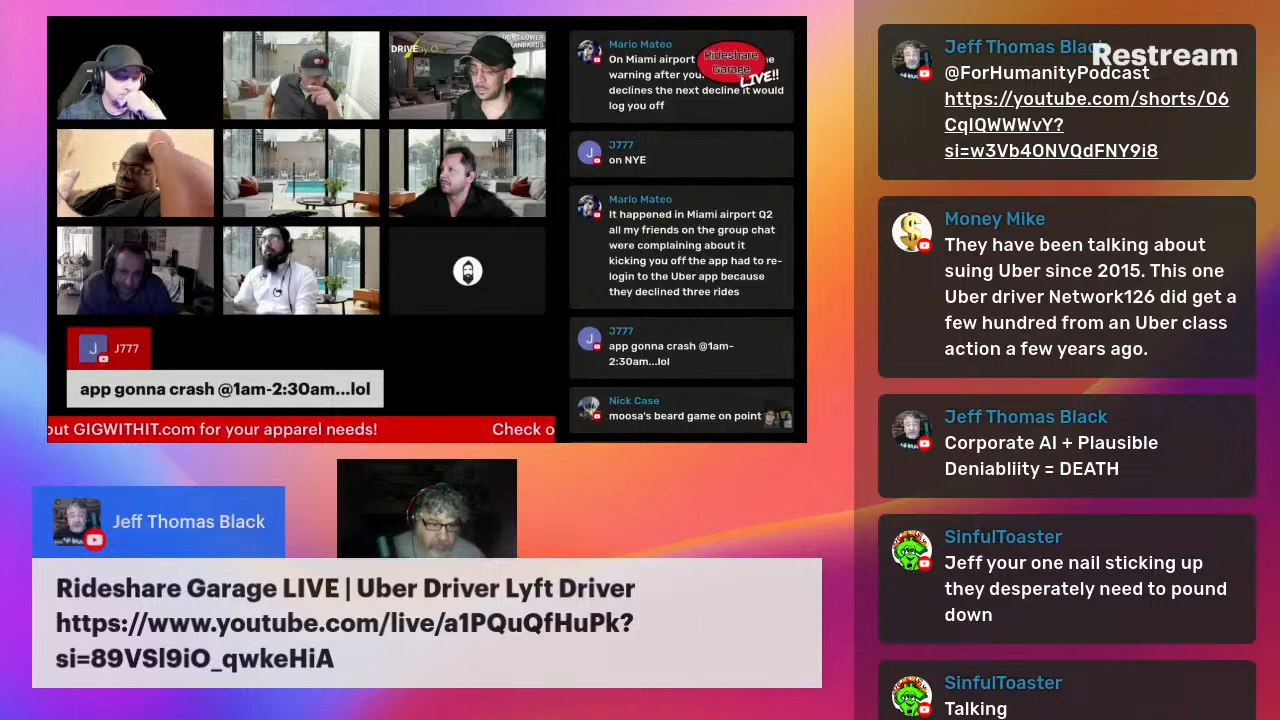 DRIVE by
DON'T LOWER
STANDARDS
Mario Mateo
On Miami airport
warning after you
declines the next decline it would
log you off
Rideshare
Garage
LIVE!!
J
J777
on NYE
Mario Mateo
It happened in Miami airport Q2
all my friends on the group chat
were complaining about it
kicking you off the app had to re-
login to the Uber app because
they declined three rides
J
J777
app gonna crash @1am-
2:30am...lol
Nick Case
moosa's beard game on point
J
J777
app gonna crash @1am-2:30am...lol
out GIGWITHIT.com for your apparel needs!
Check o
Jeff Thomas Black
Rideshare Garage LIVE | Uber Driver Lyft Driver
https://www.youtube.com/live/a1PQuQfHuPk?
si=89VSl9iO_qwkeHiA
Restream
Jeff Thomas Black
@ForHumanityPodcast
https://youtube.com/shorts/06
CqIQWWWvY?
si=w3Vb4ONVQdFNY9i8
Money Mike
They have been talking about
suing Uber since 2015. This one
Uber driver Network126 did get a
few hundred from an Uber class
action a few years ago.
Jeff Thomas Black
Corporate AI + Plausible
Deniabliity = DEATH
SinfulToaster
Jeff your one nail sticking up
they desperately need to pound
down
SinfulToaster
Talking